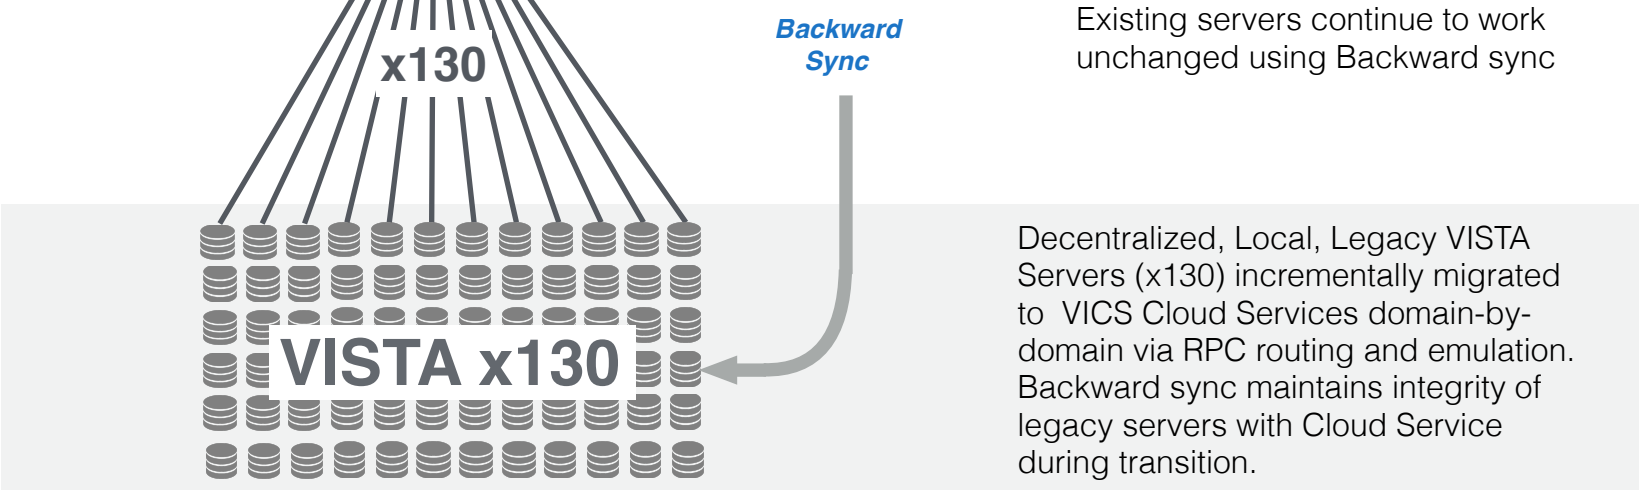 x130
Backward
Sync
Existing servers continue to work
unchanged using Backward sync
VISTA x130
Decentralized, Local, Legacy VISTA
Servers (x130) incrementally migrated
to  VICS Cloud Services domain-by-
domain via RPC routing and emulation.
Backward sync maintains integrity of
legacy servers with Cloud Service
during transition.